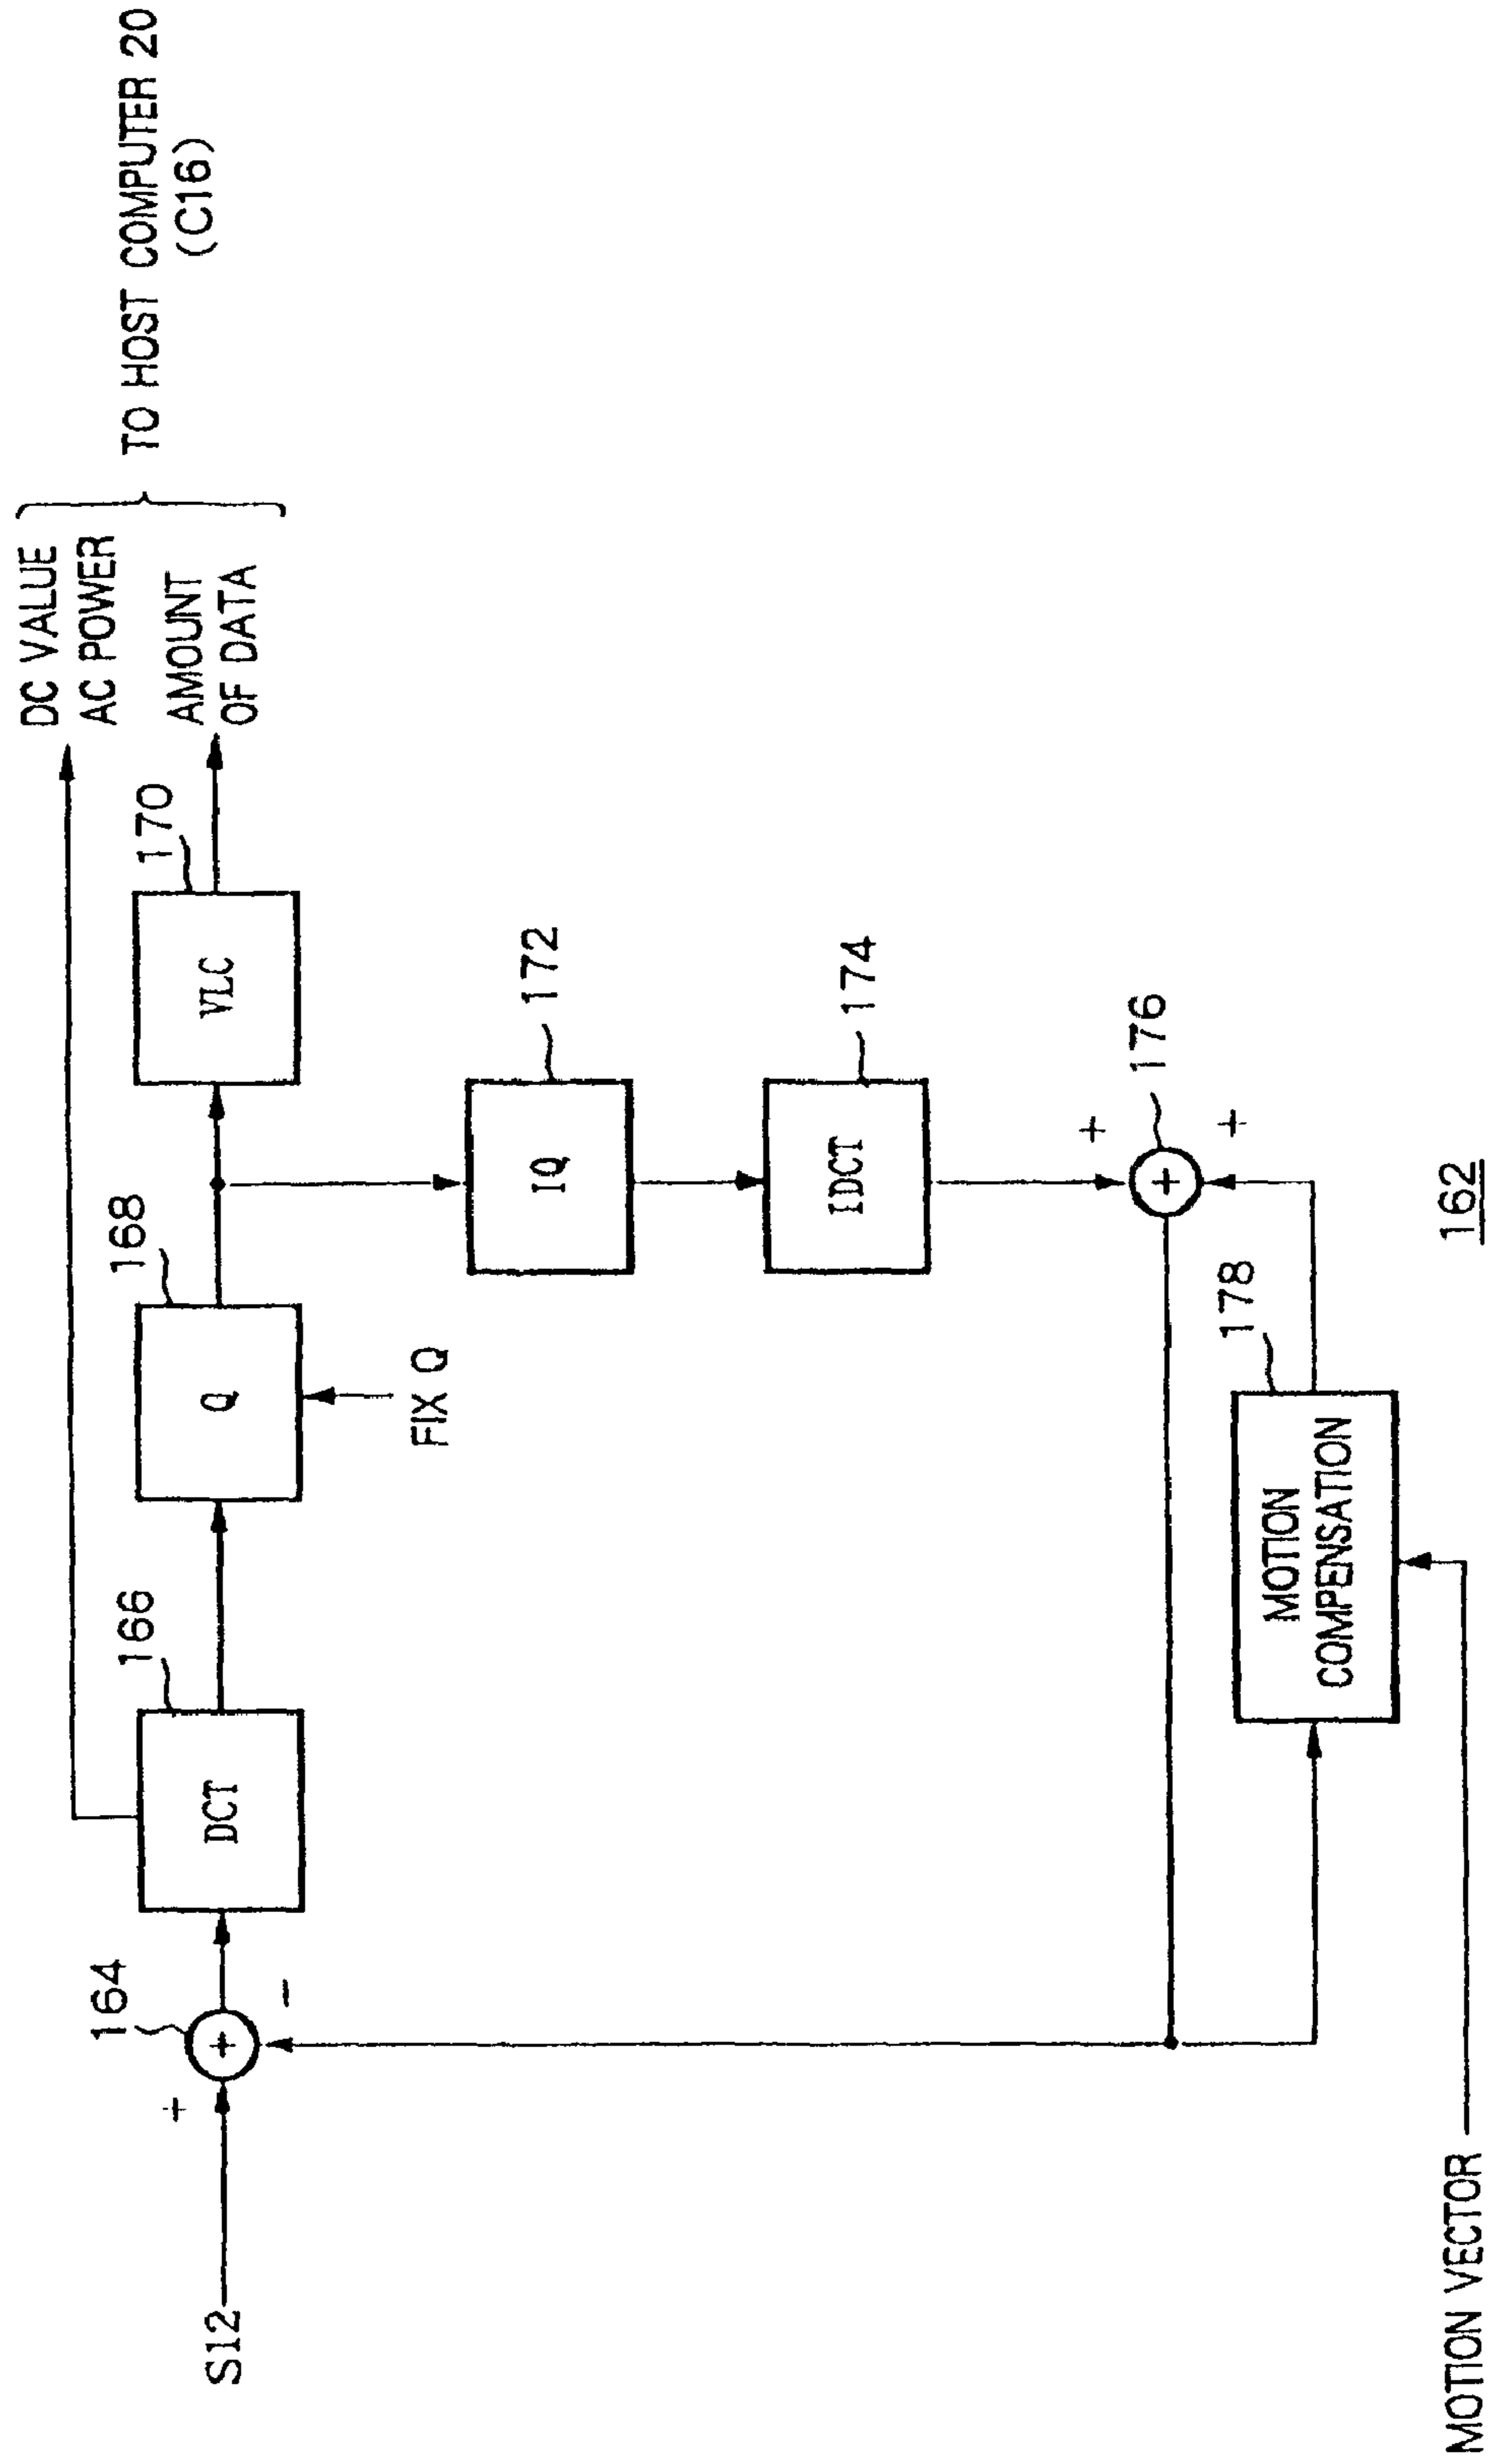 DC VALUE
AC POWER
AMOUNT
OF DATA
TO HOST COMPUTER 20
(C16)
S12
+
164
+
-
DCT
166
Q
168
FIX Q
VLC
170
IQ
172
IDCT
174
+
176
+
+
MOTION
COMPENSATION
178
MOTION VECTOR
162